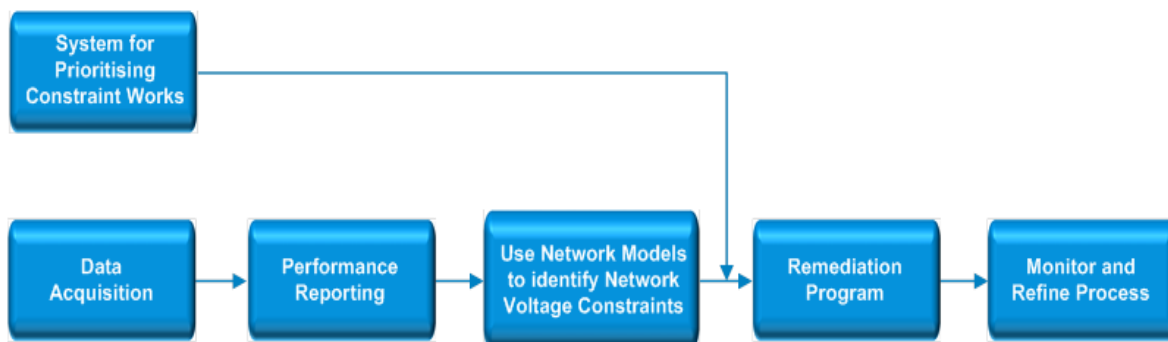 System for
Prioritising
Constraint Works
Data
Acquisition
Performance
Reporting
Use Network Models
to identify Network
Voltage Constraints
Remediation
Program
Monitor and
Refine Process